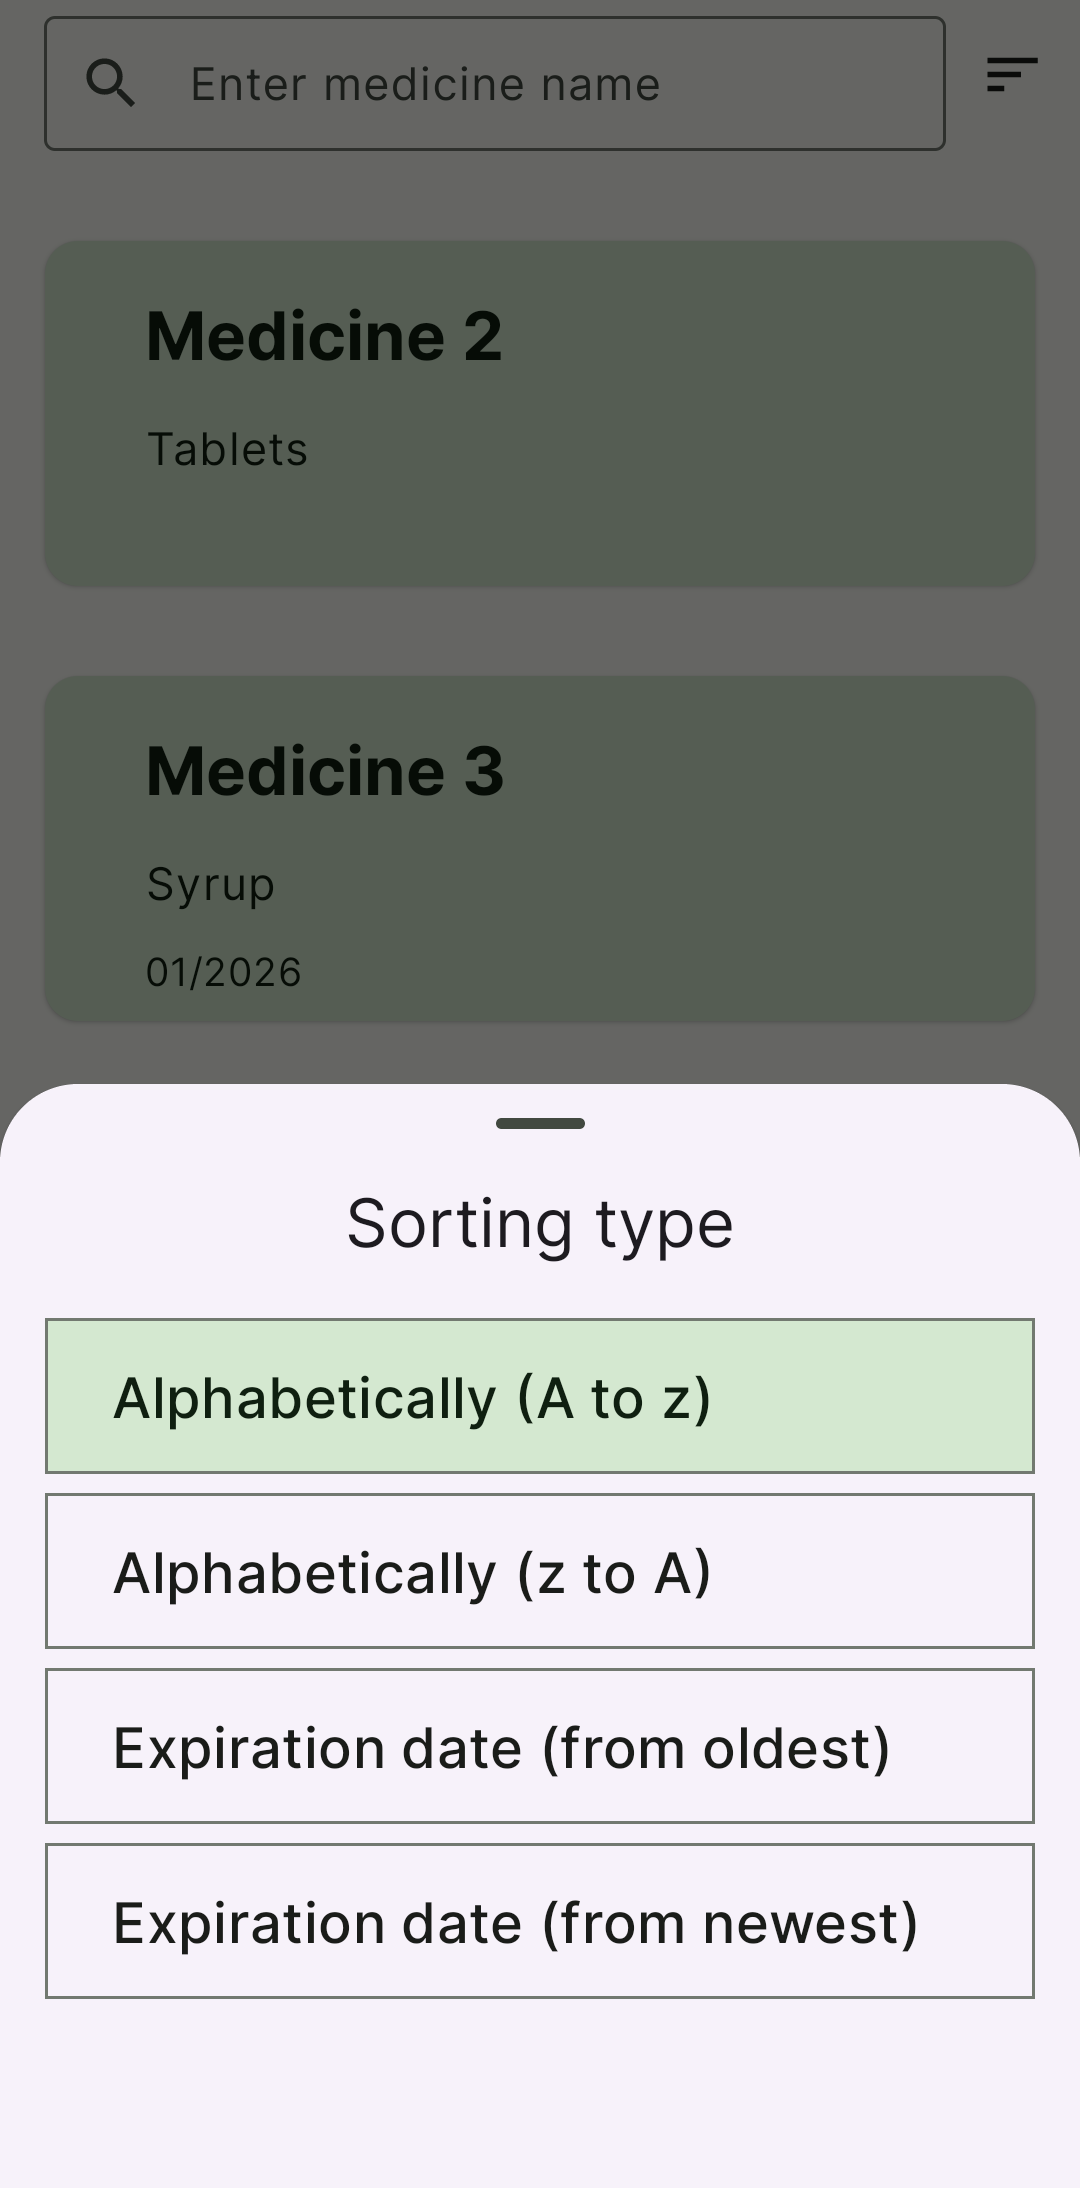 Enter medicine name
Medicine 2
Tablets
Medicine 3
Syrup
01/2026
Sorting type
Alphabetically (A to z)
Alphabetically (z to A)
Expiration date (from oldest)
Expiration date (from newest)